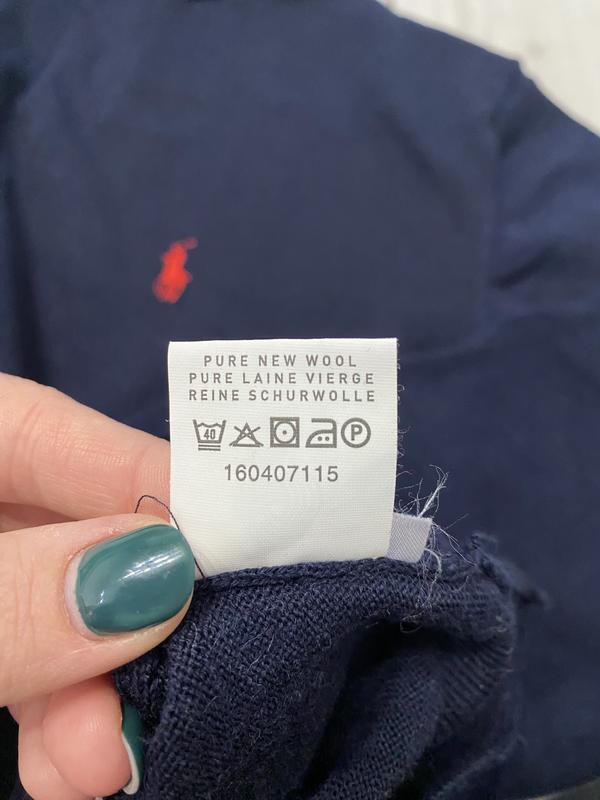 PURE NEW WOOL
PURE LAINE VIERGE
REINE SCHURWOLLE
40 P
160407115